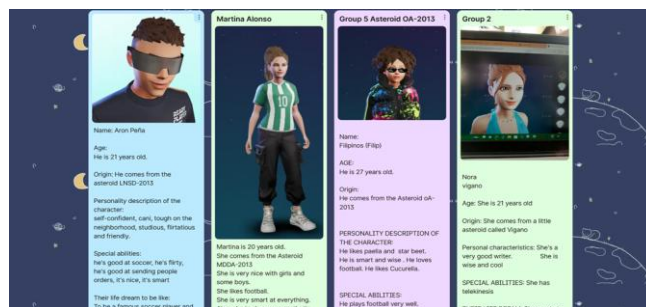 Name: Aron Peña
Age:
He is 21 years old.
Origin: He comes from the
asteroid LNSD-2013
Personality description of the
character:
self-confident, cani, tough on the
neighborhood, studious, flirtatious
and friendly.
Special abilities:
he's good at soccer, he's flirty,
he's good at sending people
orders, it's nice, it's smart
Their life dream to be like:
To be a famous soccer player and
Martina Alonso
10
Martina is 20 years old.
She comes from the Asteroid
MDDA-2013
She is very nice with girls and
some boys.
She likes football.
She is very smart at everything.
Group 5 Asteroid OA-2013
Name:
Filipinos (Filip)
AGE:
He is 27 years old.
Origin:
He comes from the Asteroid oA-
2013
PERSONALITY DESCRIPTION OF
THE CHARACTER:
He likes paella and star beet.
He is smart and wise . He loves
football. He likes Cucurella.
SPECIAL ABILITIES:
He plays football very well.
Group 2
Nora
vigano
Age: She is 21 years old
Origin: She comes from a little
asteroid called Vigano
Personal characteristics: She's a
very good writer. She is
wise and cool
SPECIAL ABILITIES: She has
telekinesis